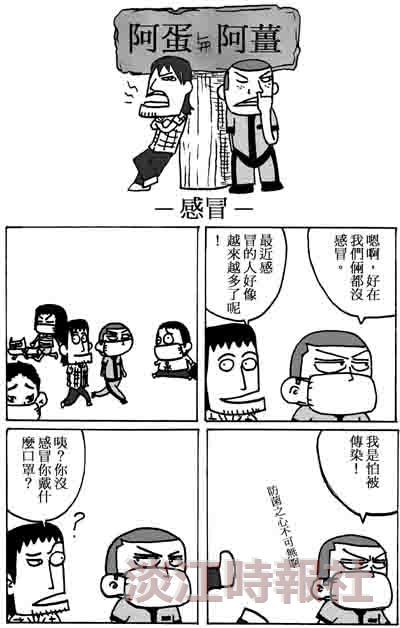 阿蛋 阿薑
－感冒－
最近感
冒的人好像
越來越多了呢
！
嗯啊，好在
我們倆都沒
感冒。
咦？你沒
感冒你戴什
麼口罩？
?
我是怕被
傳染！
防菌之心不可無
淡江時報社